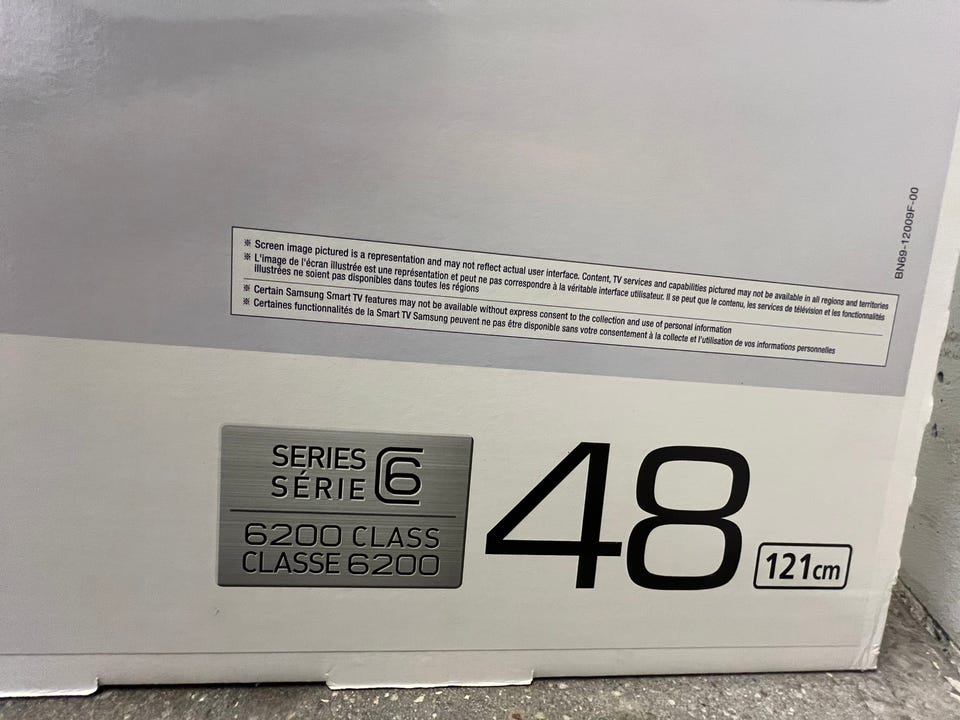 BN69-12009F-00
※ Screen image pictured is a representation and may not reflect actual user interface. Content, TV services and capabilities pictured may not be available in all regions and territories
※ L'image de l'écran illustrée est une représentation et peut ne pas correspondre à la véritable interface utilisateur. Il se peut que le contenu, les services de télévision et les fonctionnalités
illustrées ne soient pas disponibles dans toutes les régions
※ Certain Samsung Smart TV features may not be available without express consent to the collection and use of personal information
※ Certaines functionnalités de la Smart TV Samsung peuvent ne pas être disponible sans votre consentement à la collecte et l'utilisation de vos informations personnelles
SERIES 6
SÉRIE
6200 CLASS
CLASSE 6200
48
121cm